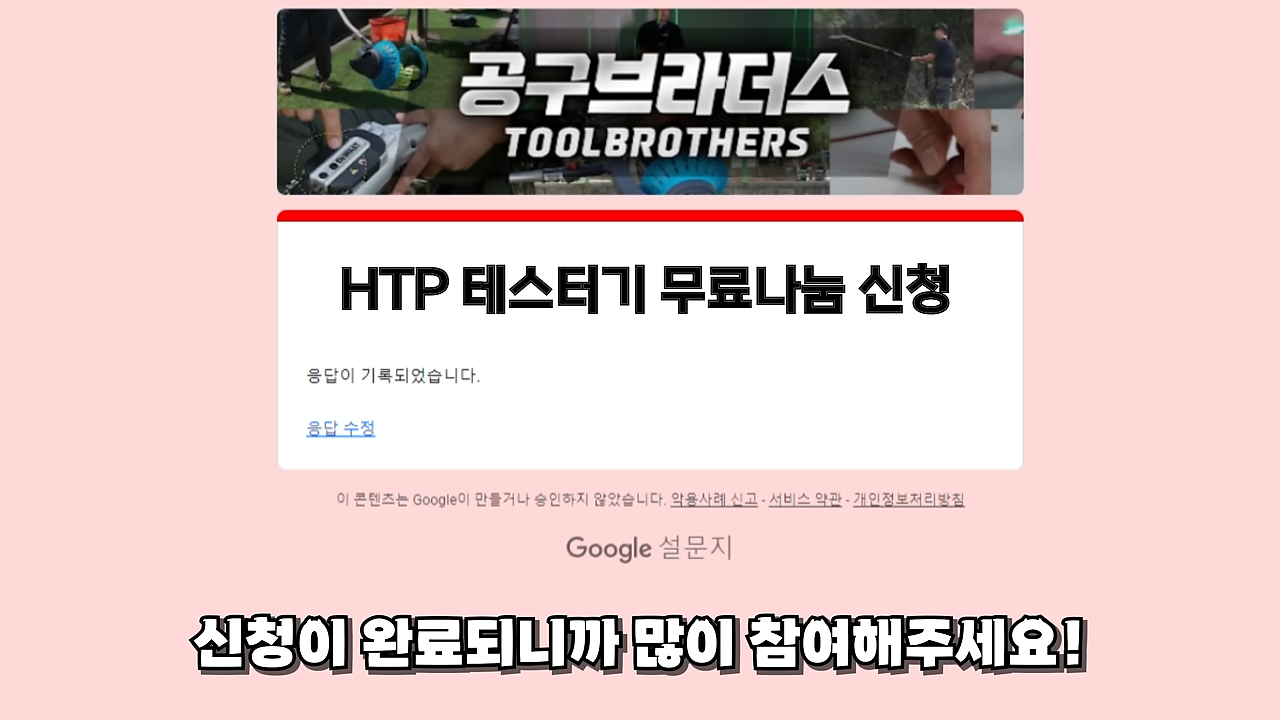 공구브라더스
TOOLBROTHERS
HTP 테스터기 무료나눔 신청
응답이 기록되었습니다.
응답 수정
이 콘텐츠는 Google이 만들거나 승인하지 않았습니다. 악용사례 신고 - 서비스 약관 - 개인정보처리방침
Google 설문지
신청이 완료되니까 많이 참여해주세요!